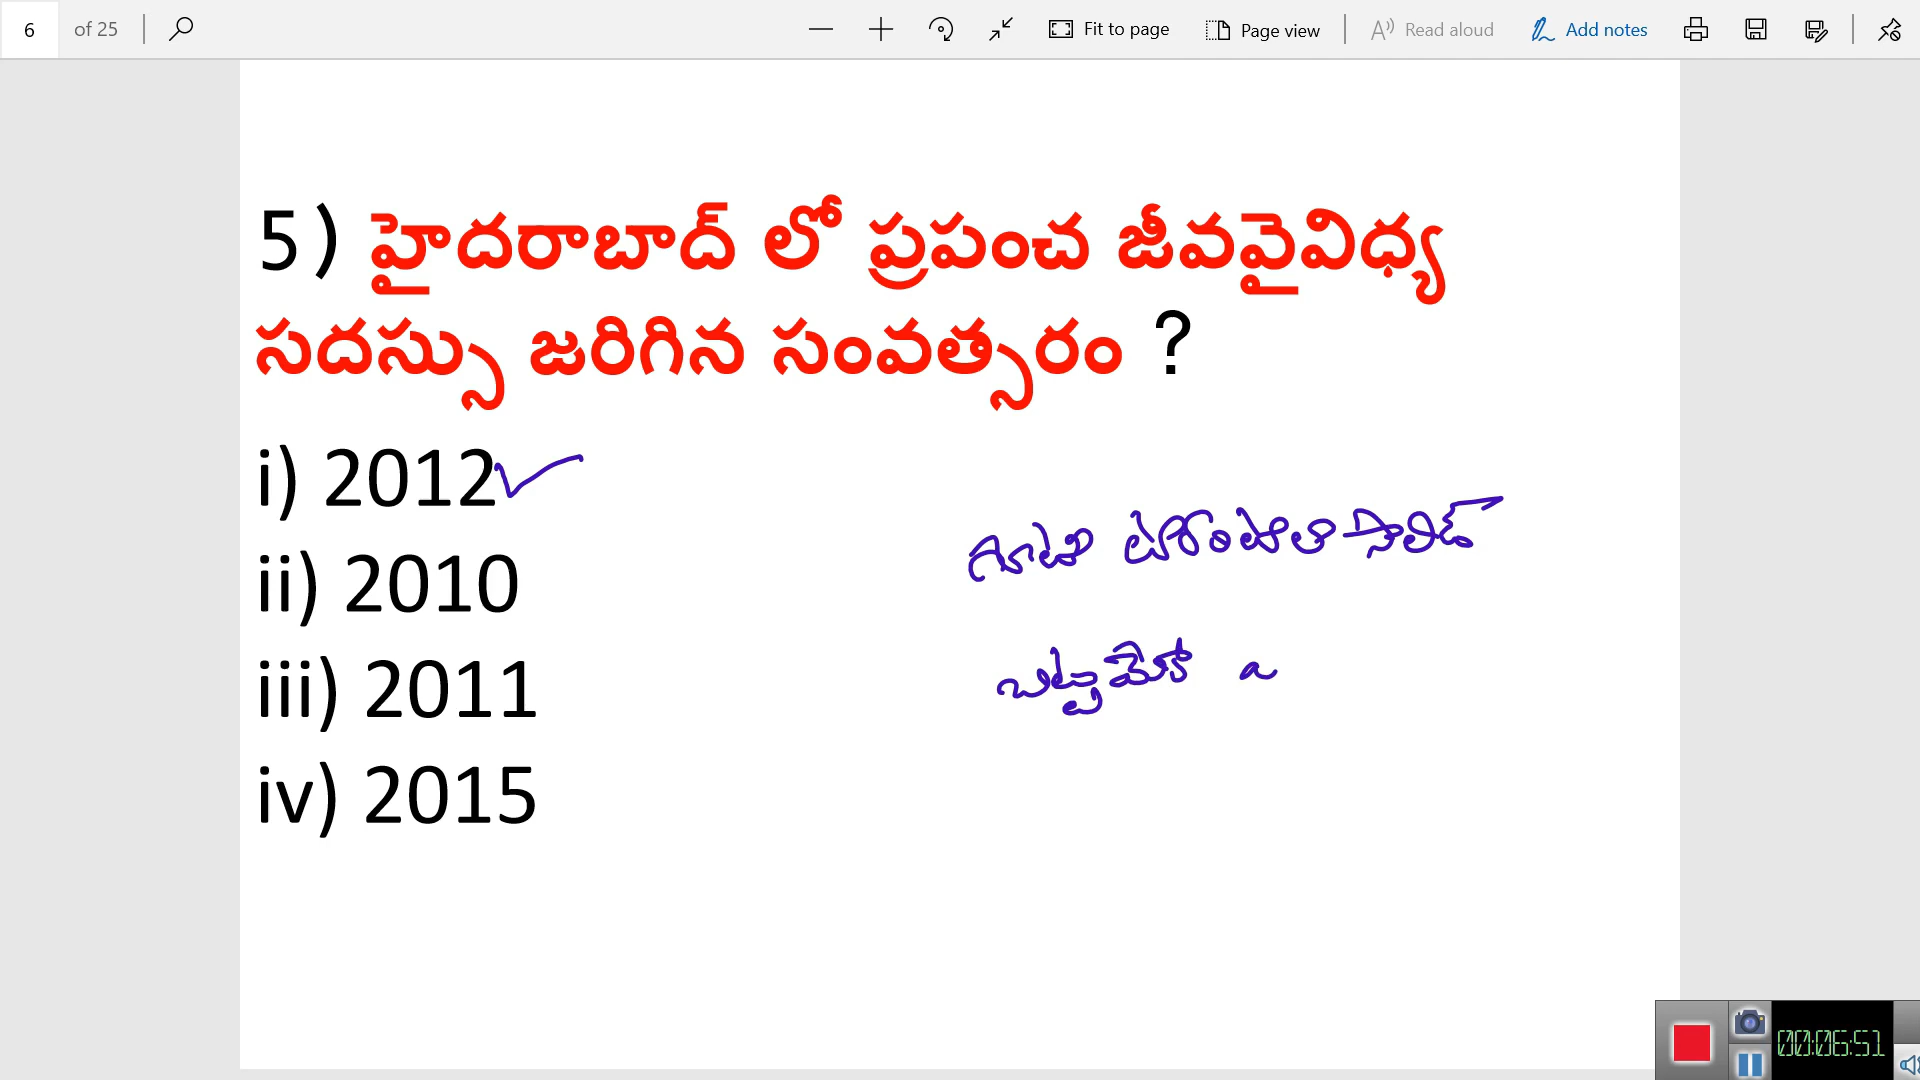 6 of 25 Fit to page Page view Read aloud Add notes
5) హైదరాబాద్ లో ప్రపంచ జీవవైవిధ్య
సదస్సు జరిగిన సంవత్సరం ?
i) 2012
ii) 2010
iii) 2011
iv) 2015
00:06:51